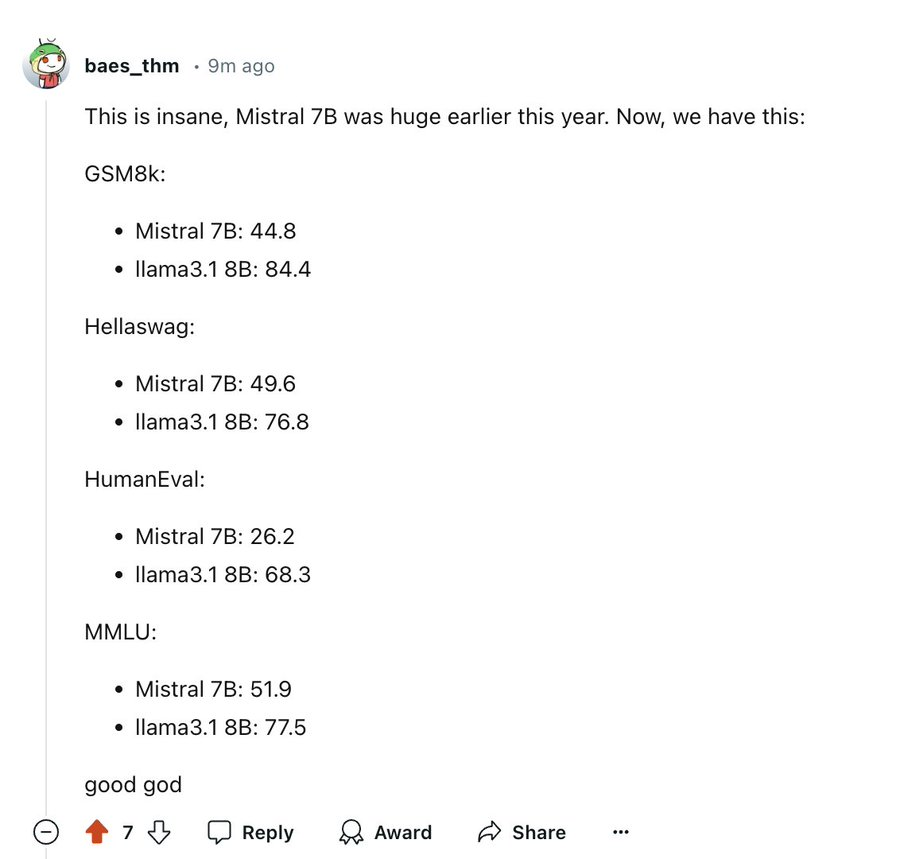 baes_thm • 9m ago
This is insane, Mistral 7B was huge earlier this year. Now, we have this:
GSM8k:
• Mistral 7B: 44.8
• llama3.1 8B: 84.4
Hellaswag:
• Mistral 7B: 49.6
• llama3.1 8B: 76.8
HumanEval:
• Mistral 7B: 26.2
• llama3.1 8B: 68.3
MMLU:
• Mistral 7B: 51.9
• llama3.1 8B: 77.5
good god
7 Reply Award Share ...